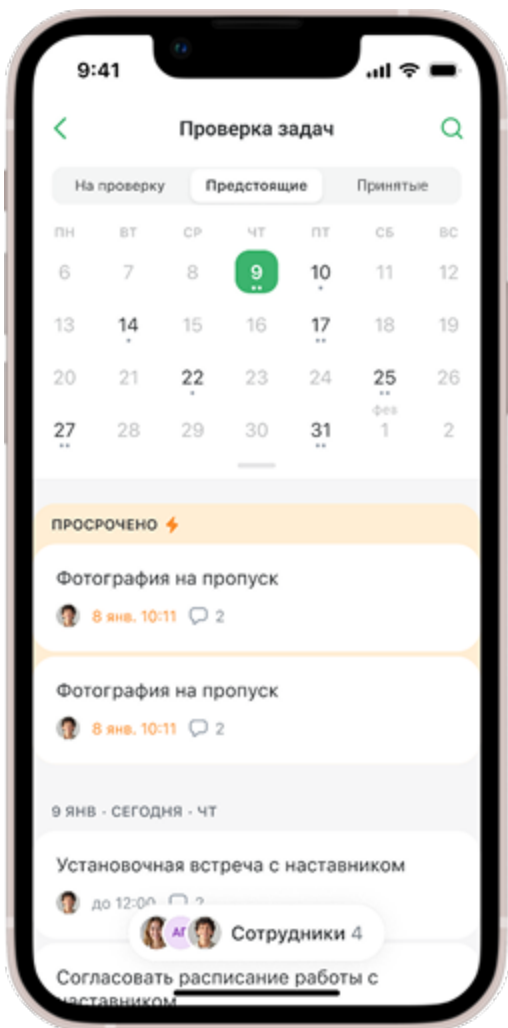 9:41
Проверка задач
На проверку Предстоящие Принятые
ПН ВТ СР ЧТ ПТ СБ ВС
6 7 8 9 10 11 12
13 14 15 16 17 18 19
20 21 22 23 24 25 26
фев
27 28 29 30 31 1 2
ПРОСРОЧЕНО
Фотография на пропуск
8 янв. 10:11 2
Фотография на пропуск
8 янв. 10:11 2
9 ЯНВ · СЕГОДНЯ · ЧТ
Установочная встреча с наставником
до 12:00 2
АГ Сотрудники 4
Согласовать расписание работы с
наставником